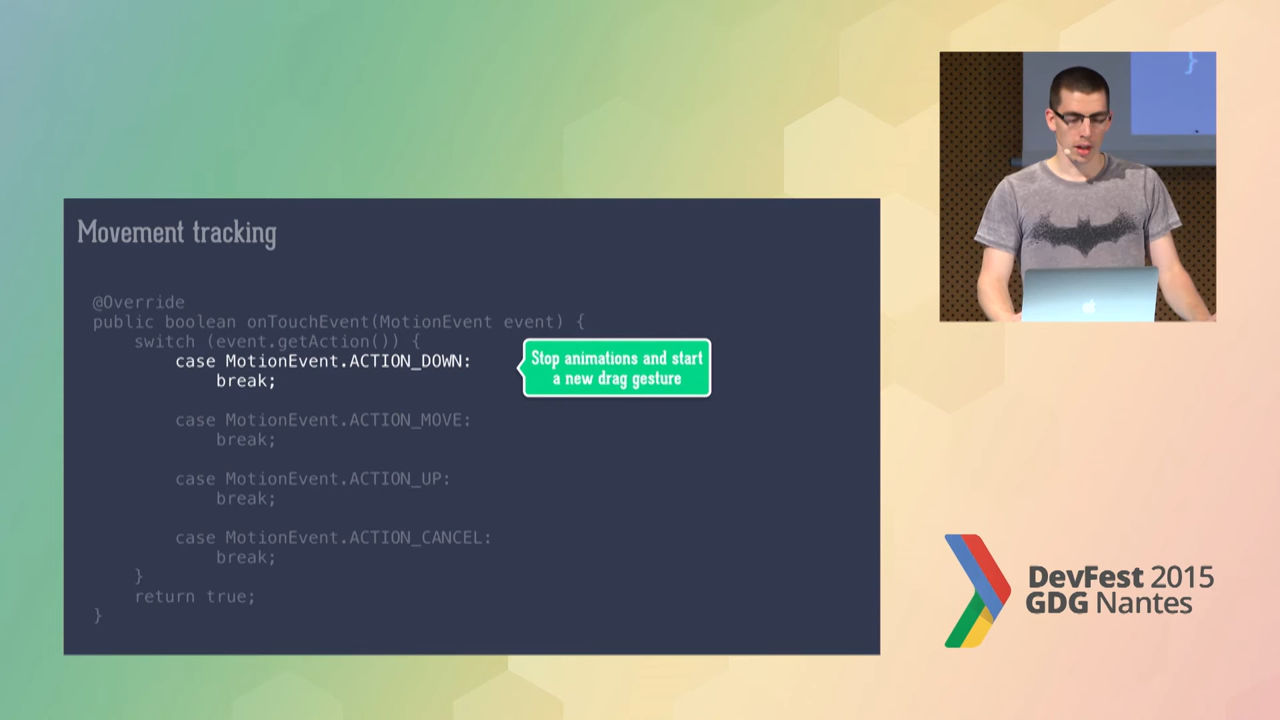 Movement tracking
@Override
public boolean onTouchEvent(MotionEvent event) {
switch (event.getAction()) {
case MotionEvent.ACTION_DOWN:
break;
Stop animations and start
a new drag gesture
case MotionEvent.ACTION_MOVE:
break;
case MotionEvent.ACTION_UP:
break;
case MotionEvent.ACTION_CANCEL:
break;
}
return true;
}
}
DevFest 2015
GDG Nantes